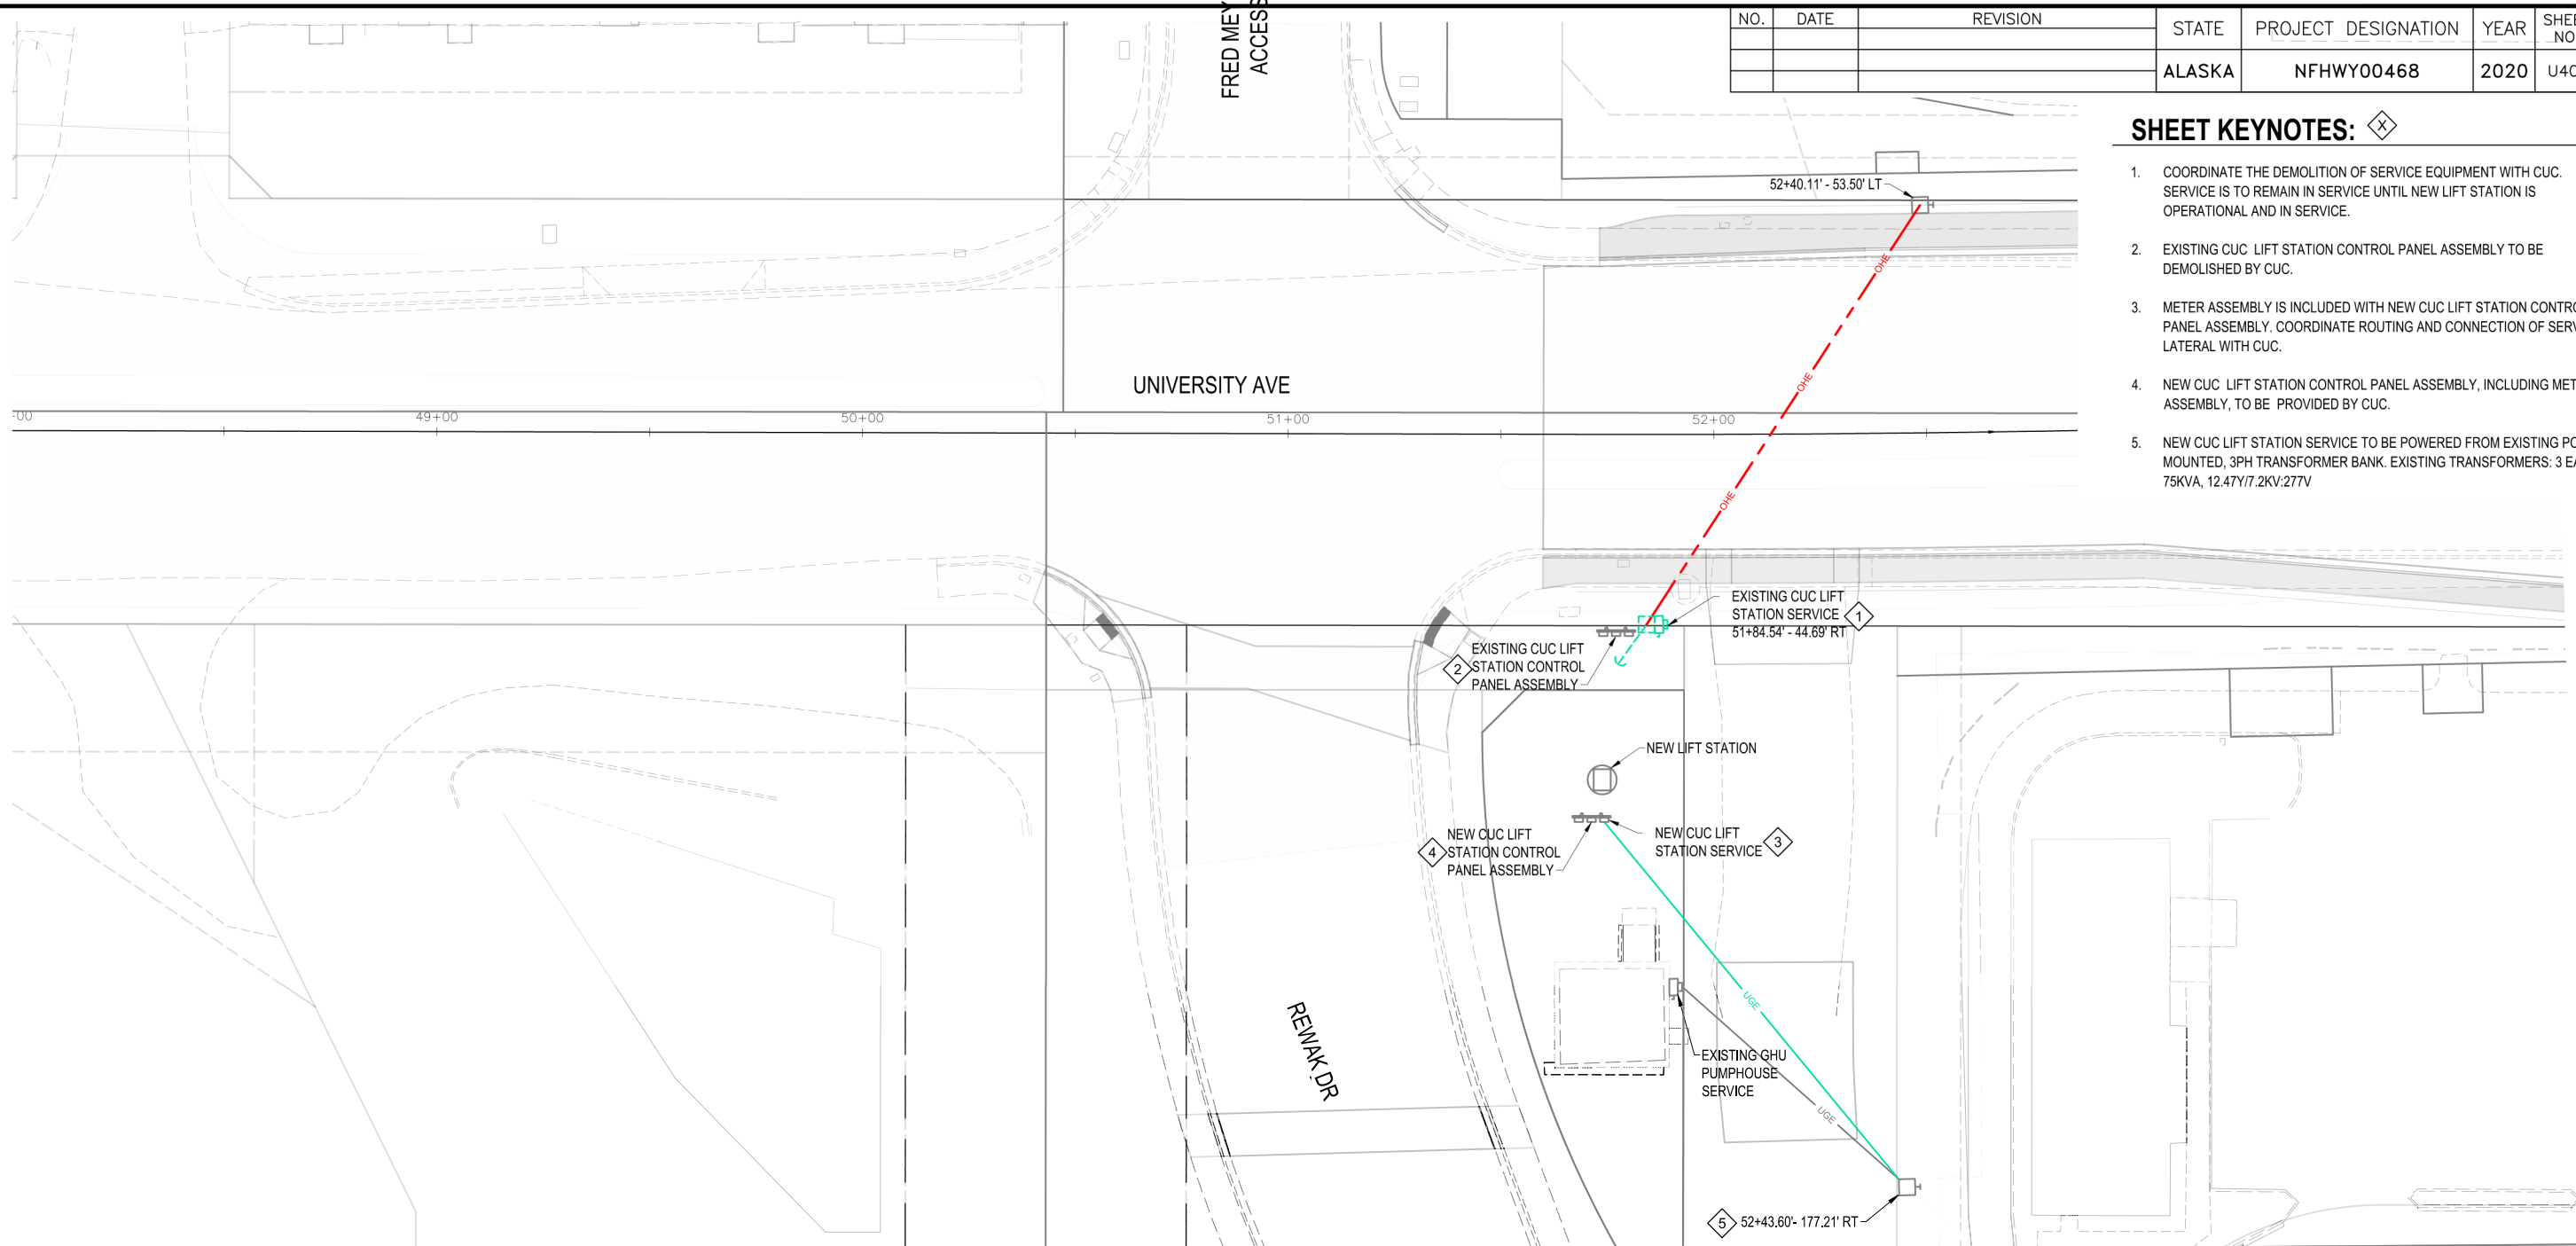 NO. DATE REVISION STATE PROJECT DESIGNATION YEAR
ALASKA NFHWY00468 2020
FRED
ACCESS
SHEET KEYNOTES: X
1. COORDINATE THE DEMOLITION OF SERVICE EQUIPMENT WITH CUC.
SERVICE IS TO REMAIN IN SERVICE UNTIL NEW LIFT STATION IS
OPERATIONAL AND IN SERVICE.
2. EXISTING CUC LIFT STATION CONTROL PANEL ASSEMBLY TO BE
DEMOLISHED BY CUC.
3. METER ASSEMBLY IS INCLUDED WITH NEW CUC LIFT STATION
PANEL ASSEMBLY. COORDINATE ROUTING AND CONNECTION OF
LATERAL WITH CUC.
4. NEW CUC LIFT STATION CONTROL PANEL ASSEMBLY, INCLUDING
ASSEMBLY, TO BE PROVIDED BY CUC.
5. NEW CUC LIFT STATION SERVICE TO BE POWERED FROM EXISTING
MOUNTED, 3PH TRANSFORMER BANK. EXISTING TRANSFORMERS: 3
75KVA, 12.47Y/7.2KV:277V
52+40.11' - 53.50' LT
OHE
OHE
OHE
UNIVERSITY AVE
-00 49+00 50+00 51+00 52+00
EXISTING CUC LIFT
STATION SERVICE 1
51+84.54' - 44.69' RT
EXISTING CUC LIFT
2 STATION CONTROL
PANEL ASSEMBLY
NEW LIFT STATION
NEW CUC LIFT
4 STATION CONTROL
PANEL ASSEMBLY
NEW CUC LIFT
STATION SERVICE 3
UGE
REWAK DR
EXISTING GHU
PUMPHOUSE
SERVICE
UGE
5 52+43.60'- 177.21' RT